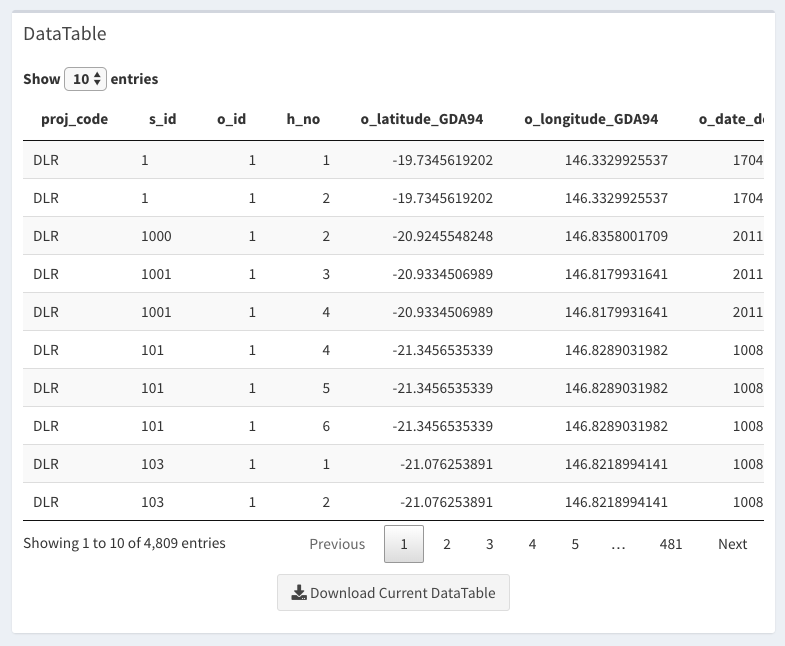 DataTable
Show 10 entries
proj_code s_id o_id h_no o_latitude_GDA94 o_longitude_GDA94
DLR 1 1 1 -19.7345619202 146.3329925537 1704
DLR 1 1 2 -19.7345619202 146.3329925537 1704
DLR 1000 1 2 -20.9245548248 146.8358001709 2011
DLR 1001 1 3 -20.9334506989 146.8179931641 2011
DLR 1001 1 4 -20.9334506989 146.8179931641 2011
DLR 101 1 4 -21.3456535339 146.8289031982 1008
DLR 101 1 5 -21.3456535339 146.8289031982 1008
DLR 101 1 6 -21.3456535339 146.8289031982 1008
DLR 103 1 1 -21.076253891 146.8218994141 1008
DLR 103 1 2 -21.076253891 146.8218994141 1008
Showing 1 to 10 of 4,809 entries Previous 1 2 3 4 5 … 481 Next
Download Current DataTable